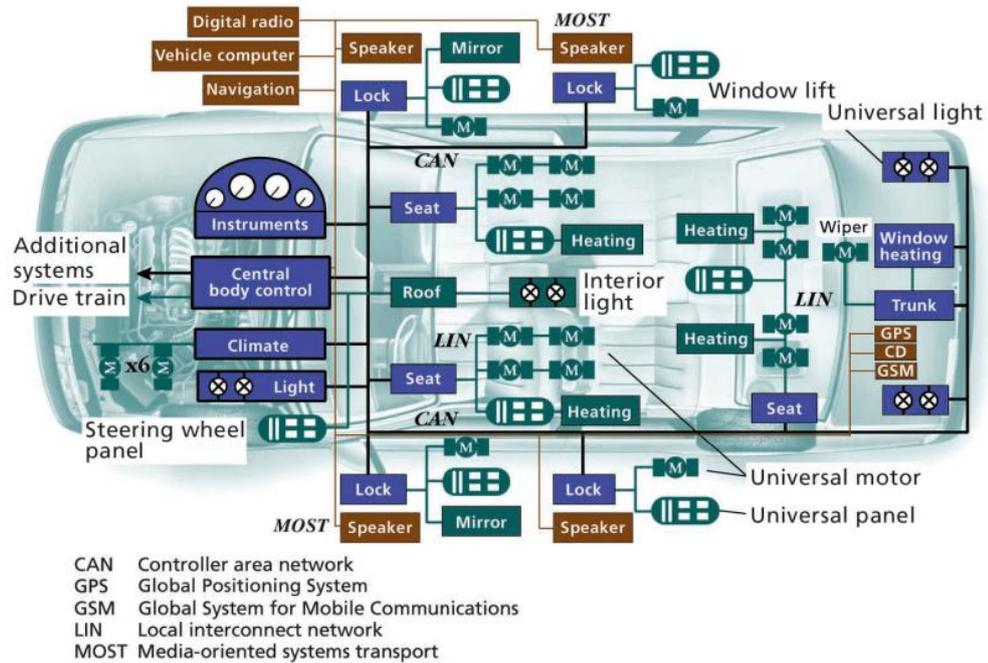 Digital radio
MOST
Speaker
Mirror
Speaker
Vehicle computer
Navigation
Lock
Lock
Window lift
M
M
Universal light
CAN
M M
Instruments
Seat
M M
Heating
Heating
M
Wiper
M
M
Window
heating
Additional
systems
Drive train
Central
body control
Roof
Interior
light
LIN
Trunk
LIN
M M
Heating
M
GPS
CD
GSM
M x6 M
Climate
Seat
M M
M
Light
CAN
Heating
Seat
Steering wheel
panel
M
Lock
Lock
M
Universal motor
MOST
Speaker
Mirror
Speaker
Universal panel
CAN Controller area network
GPS Global Positioning System
GSM Global System for Mobile Communications
LIN Local interconnect network
MOST Media-oriented systems transport